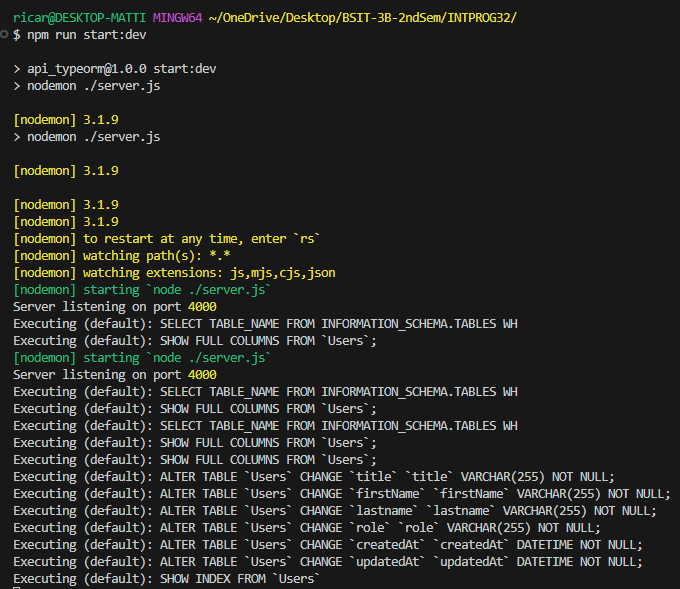 ricar@DESKTOP-MATTI MINGW64 ~/OneDrive/Desktop/BSIT-3B-2ndSem/INTPROG32/
$ npm run start:dev
> api_typeorm@1.0.0 start:dev
> nodemon ./server.js
[nodemon] 3.1.9
> nodemon ./server.js
[nodemon] 3.1.9
[nodemon] 3.1.9
[nodemon] 3.1.9
[nodemon] to restart at any time, enter `rs`
[nodemon] watching path(s): *.*
[nodemon] watching extensions: js,mjs,cjs,json
[nodemon] starting `node ./server.js`
Server listening on port 4000
Executing (default): SELECT TABLE_NAME FROM INFORMATION_SCHEMA.TABLES WH
Executing (default): SHOW FULL COLUMNS FROM `Users`;
[nodemon] starting `node ./server.js`
Server listening on port 4000
Executing (default): SELECT TABLE_NAME FROM INFORMATION_SCHEMA.TABLES WH
Executing (default): SHOW FULL COLUMNS FROM `Users`;
Executing (default): SELECT TABLE_NAME FROM INFORMATION_SCHEMA.TABLES WH
Executing (default): SHOW FULL COLUMNS FROM `Users`;
Executing (default): SHOW FULL COLUMNS FROM `Users`;
Executing (default): ALTER TABLE `Users` CHANGE `title` `title` VARCHAR(255) NOT NULL;
Executing (default): ALTER TABLE `Users` CHANGE `firstName` `firstName` VARCHAR(255) NOT NULL;
Executing (default): ALTER TABLE `Users` CHANGE `lastname` `lastname` VARCHAR(255) NOT NULL;
Executing (default): ALTER TABLE `Users` CHANGE `role` `role` VARCHAR(255) NOT NULL;
Executing (default): ALTER TABLE `Users` CHANGE `createdAt` `createdAt` DATETIME NOT NULL;
Executing (default): ALTER TABLE `Users` CHANGE `updatedAt` `updatedAt` DATETIME NOT NULL;
Executing (default): SHOW INDEX FROM `Users`